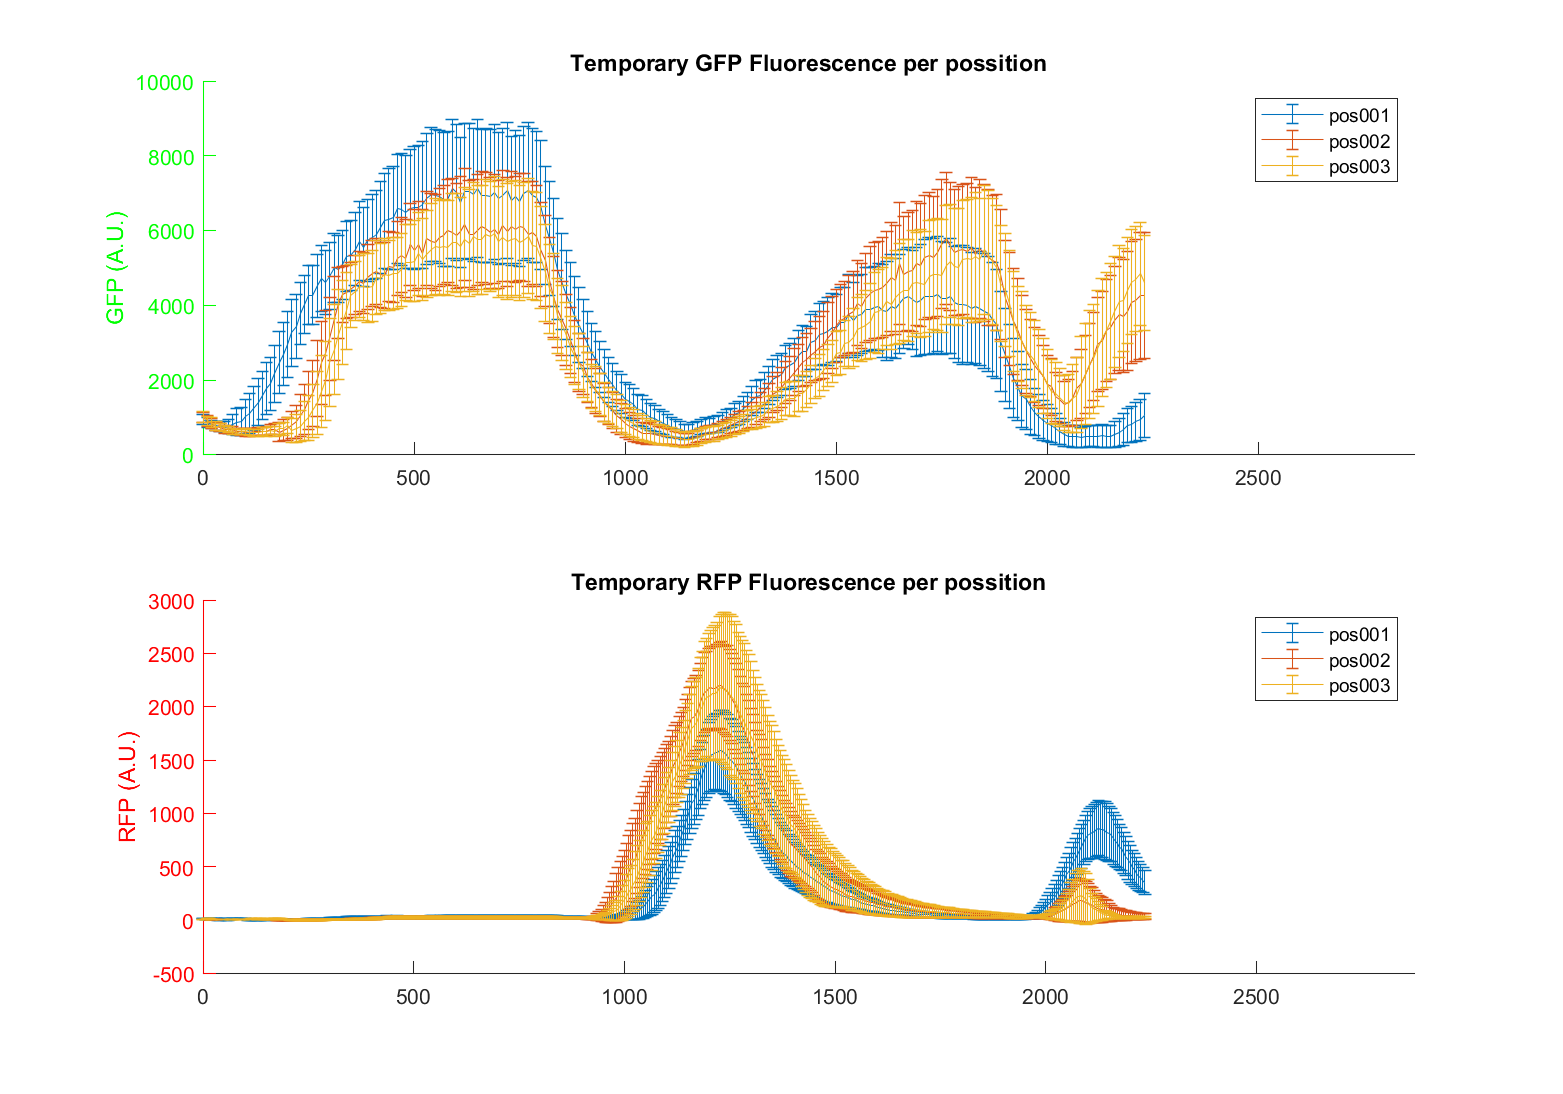 Temporary GFP Fluorescence per possition
10000
8000
6000
4000
2000
0
GFP (A.U.)
0 500 1000 1500 2000 2500
pos001
pos002
pos003
Temporary RFP Fluorescence per possition
3000
2500
2000
1500
1000
500
0
-500
RFP (A.U.)
0 500 1000 1500 2000 2500
pos001
pos002
pos003